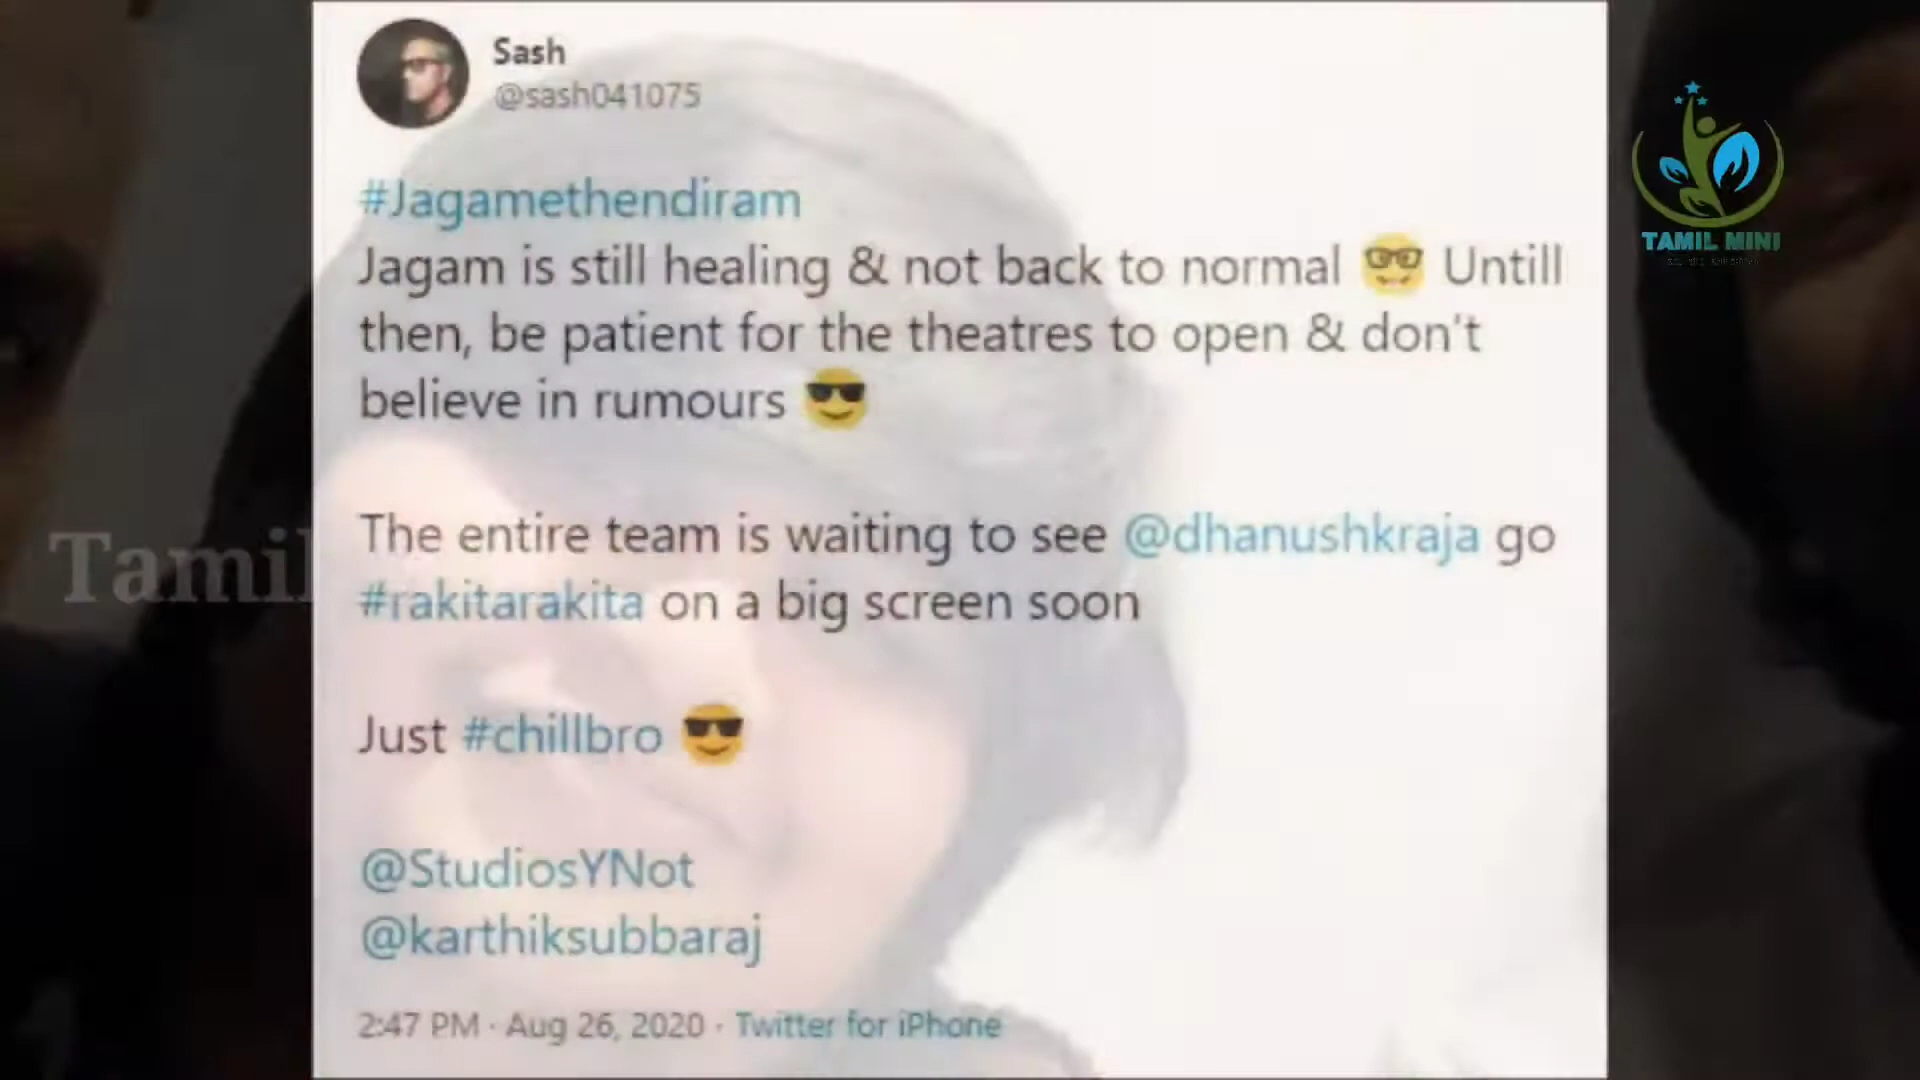 Sash
@sash041075
#Jagamethendiram
Jagam is still healing & not back to normal 🤓 Untill
then, be patient for the theatres to open & don't
believe in rumours 😎
The entire team is waiting to see @dhanushkraja go
#rakitarakita on a big screen soon
Just #chillbro 😎
@StudiosYNot
@karthiksubbaraj
2:47 PM · Aug 26, 2020 · Twitter for iPhone
TAMIL MINI
Tamil